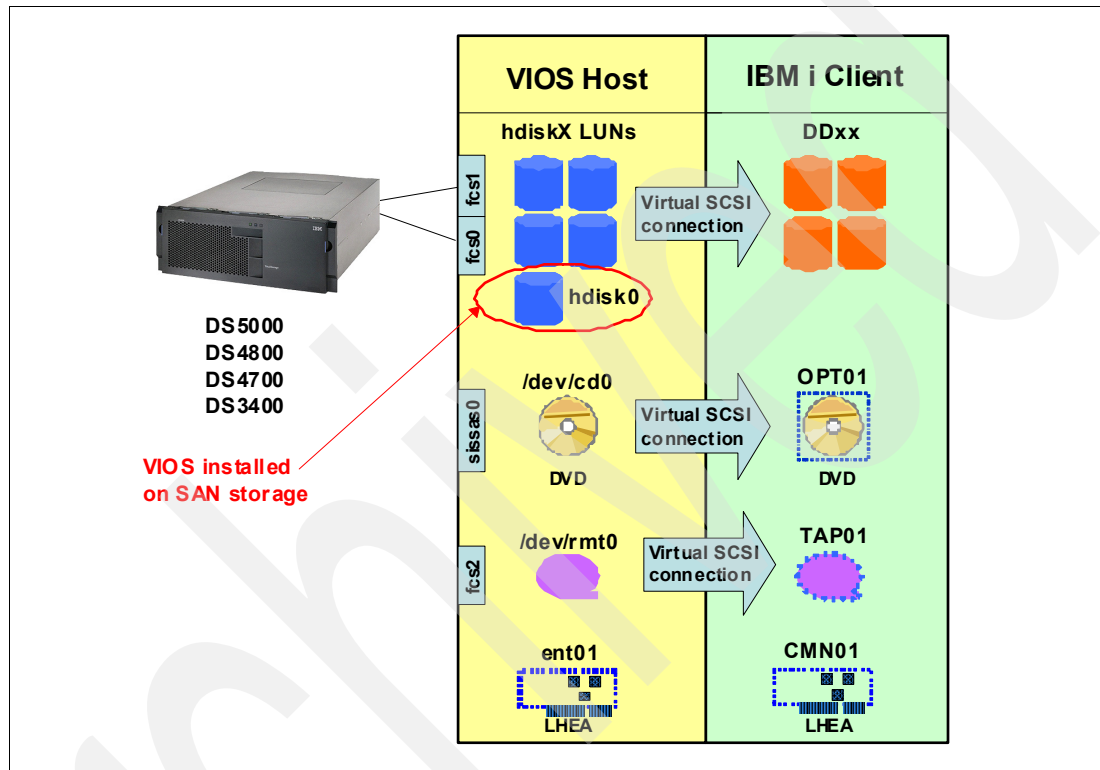 VIOS Host
IBM i Client
hdiskX LUNs
DDxx
fcs1
fcs0
Virtual SCSI
connection
IBM
hdisk0
DS5000
DS4800
DS4700
DS3400
VIOS installed
on SAN storage
/dev/cd0
OPT01
sissas0
Virtual SCSI
connection
DVD
DVD
/dev/rmt0
TAP01
fcs2
Virtual SCSI
connection
ent01
CMN01
LHEA
LHEA